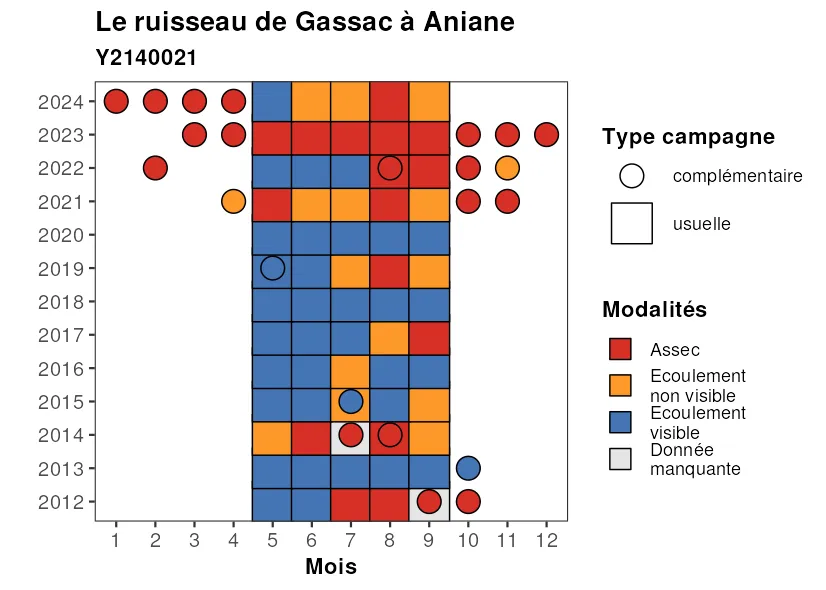 Le ruisseau de Gassac à Aniane
Y2140021
2024
2023
2022
2021
2020
2019
2018
2017
2016
2015
2014
2013
2012
1 2 3 4 5 6 7 8 9 10 11 12
Mois
Type campagne
complémentaire
usuelle
Modalités
Assec
Ecoulement
non visible
Ecoulement
visible
Donnée
manquante